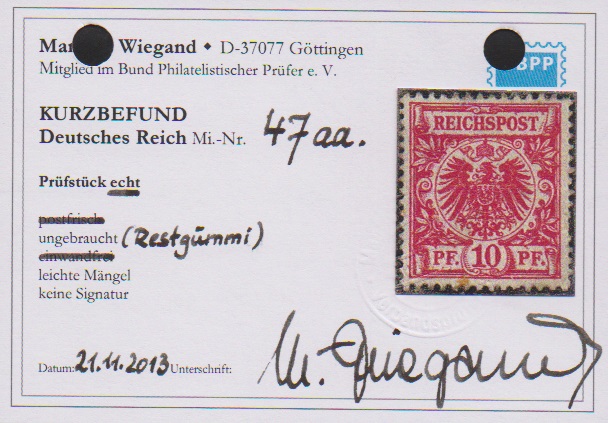 Mar Wiegand ◆ D-37077 Göttingen
Mitglied im Bund Philatelistischer Prüfer e. V.
BPP
KURZBEFUND
Deutsches Reich Mi.-Nr. 47aa.
Prüfstück echt
postfrisch
ungebraucht (Restgummi)
einwandfrei
leichte Mängel
keine Signatur
Datum: 21.11.2013 Unterschrift: M. Wiegand
REICHSPOST
PF. 10 PF.